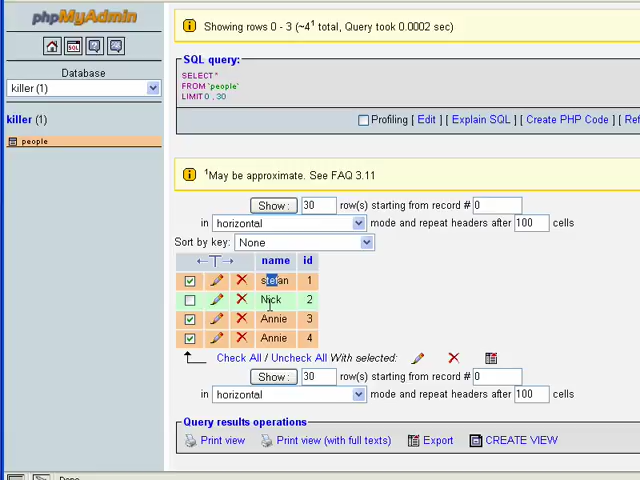 phpMyAdmin
SQL
Database
killer (1)
killer (1)
people
Showing rows 0 - 3 (~4¹ total, Query took 0.0002 sec)
SQL query:
SELECT *
FROM `people`
LIMIT 0 , 30
Profiling [ Edit ] [ Explain SQL ] [ Create PHP Code ] [ Ref
¹May be approximate. See FAQ 3.11
Show : 30 row(s) starting from record # 0
in horizontal mode and repeat headers after 100 cells
Sort by key: None
←T→ name id
stefan 1
Nick 2
Annie 3
Annie 4
Check All / Uncheck All With selected:
Show : 30 row(s) starting from record # 0
in horizontal mode and repeat headers after 100 cells
Query results operations
Print view Print view (with full texts) Export CREATE VIEW
Done